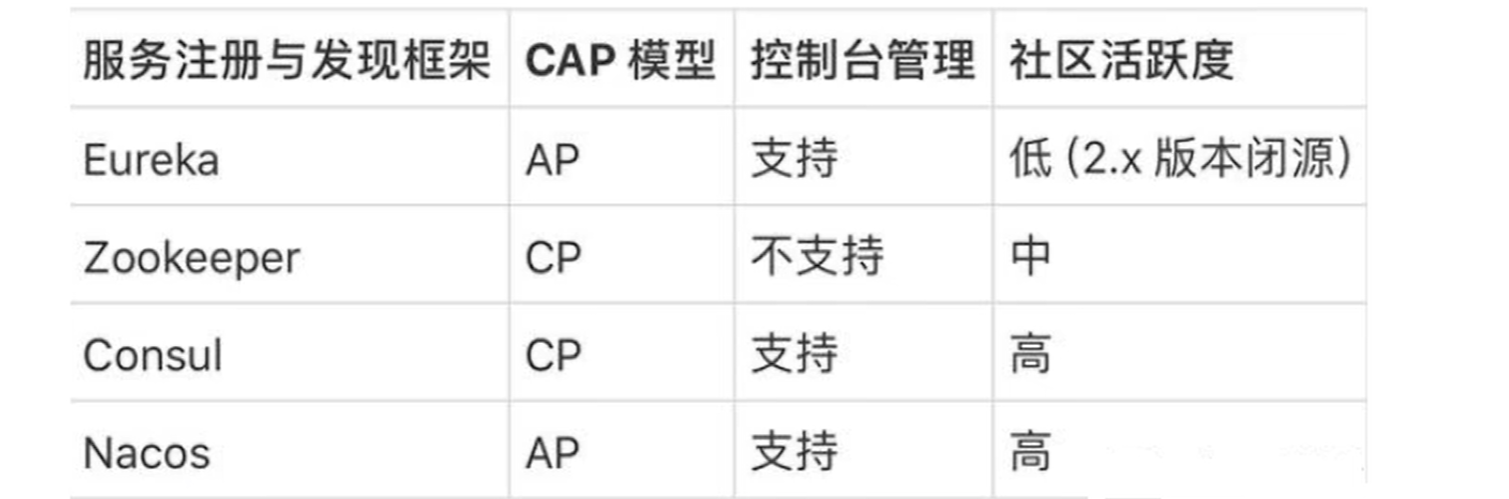 服务注册与发现框架 CAP 模型 控制台管理 社区活跃度
Eureka AP 支持 低 (2.x 版本闭源)
Zookeeper CP 不支持 中
Consul CP 支持 高
Nacos AP 支持 高